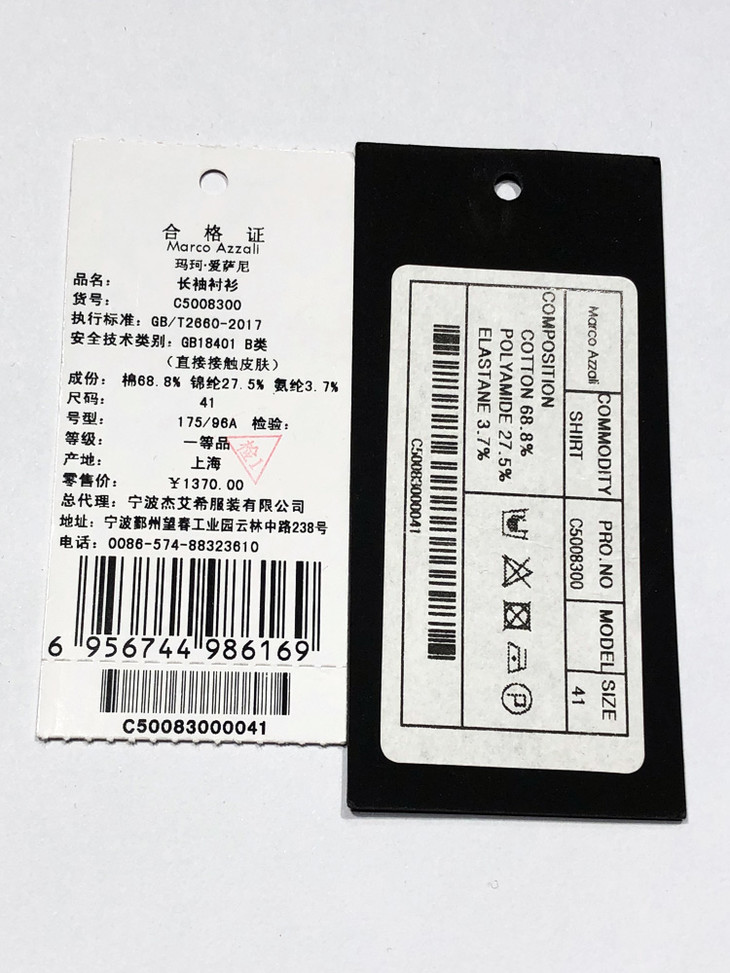 合格证
Marco Azzali
玛珂·爱萨尼
品名： 长袖衬衫
货号： C5008300
执行标准：GB/T2660-2017
安全技术类别：GB18401 B类
（直接接触皮肤）
成份： 棉68.8% 锦纶27.5% 氨纶3.7%
尺码： 41
号型： 175/96A 检验：
等级： 一等品
检1
产地： 上海
零售价： ￥1370.00
总代理：宁波杰艾希服装有限公司
地址：宁波鄞州望春工业园云林中路238号
电话：0086-574-88323610
6 956744 986169
C50083000041
Marco Azzali
COMMODITY
SHIRT
PRO.NO
C5008300
MODEL
SIZE
41
COMPOSITION
COTTON 68.8%
POLYAMIDE 27.5%
ELASTANE 3.7%
P
C50083000041